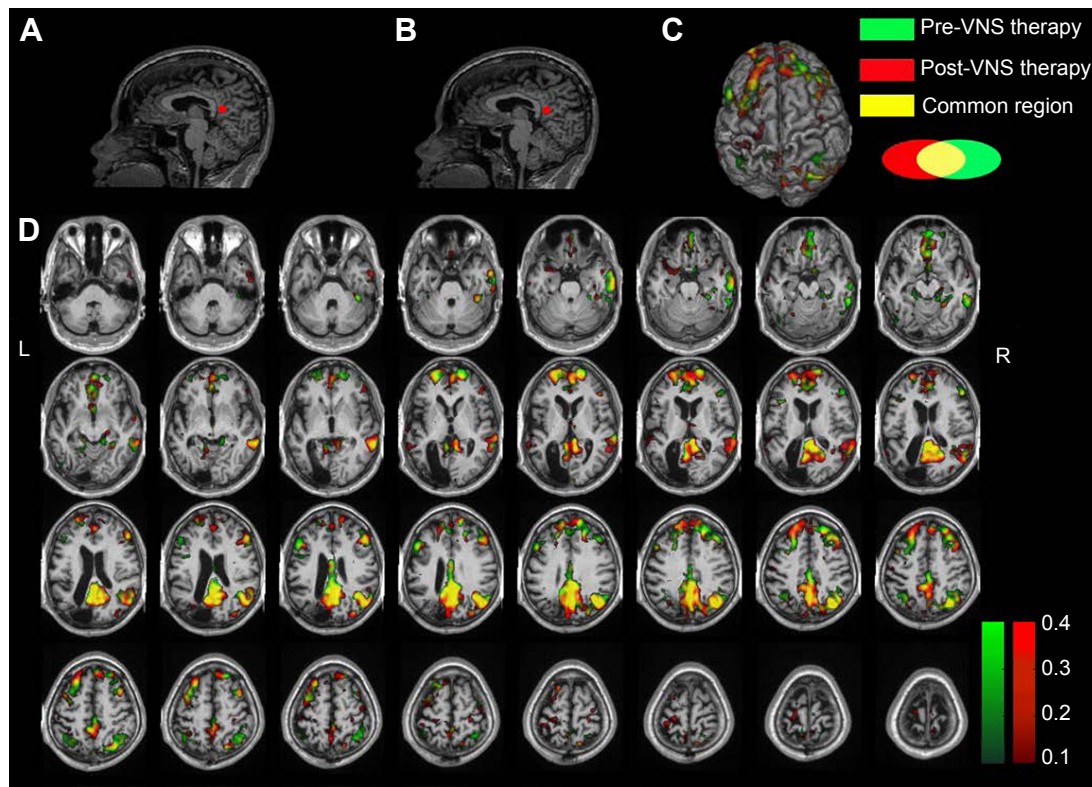 A
B
C
Pre-VNS therapy
Post-VNS therapy
Common region
D
L
R
0.4
0.3
0.2
0.1